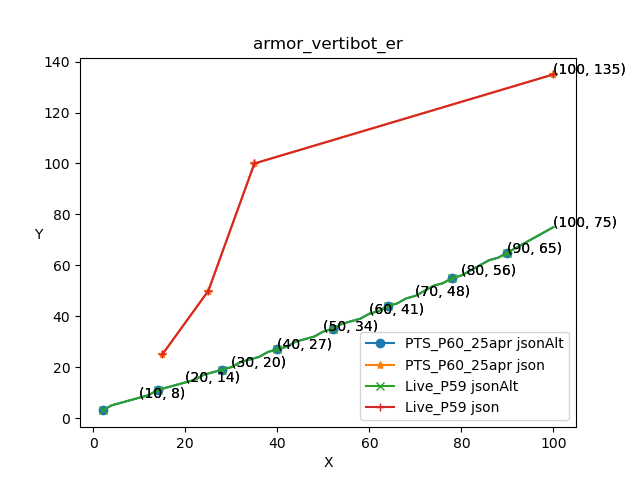 armor_vertibot_er
140
120
100
80
60
40
20
0
Y
(100, 135)
(100, 75)
(90, 65)
(80, 56)
(70, 48)
(60, 41)
(50, 34)
(40, 27)
(30, 20)
(20, 14)
(10, 8)
PTS_P60_25apr jsonAlt
PTS_P60_25apr json
Live_P59 jsonAlt
Live_P59 json
0 20 40 60 80 100
X